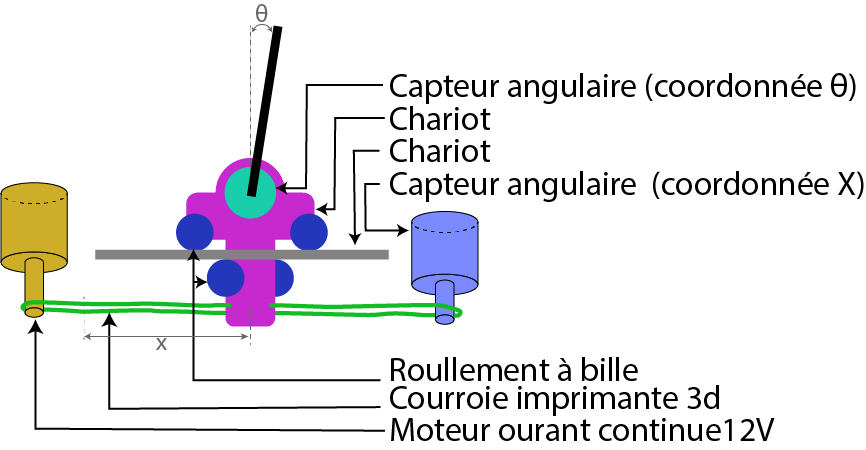 θ
Capteur angulaire (coordonnée θ)
Chariot
Chariot
Capteur angulaire (coordonnée X)
x
Roullement à bille
Courroie imprimante 3d
Moteur ourant continue12V